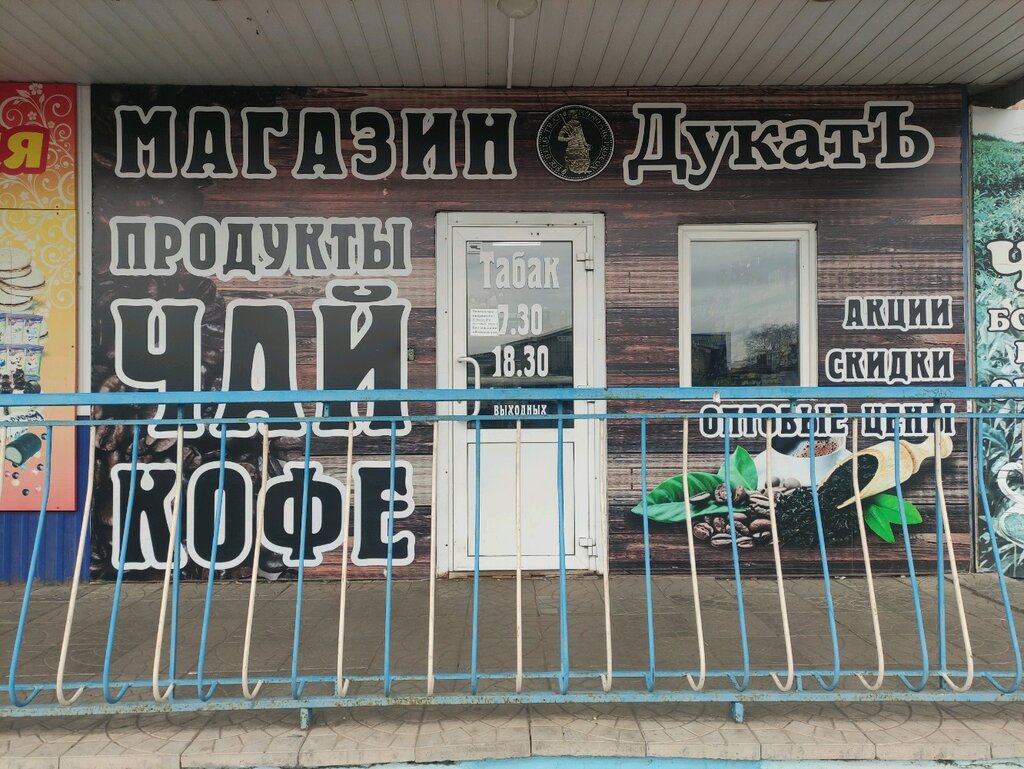 МАГАЗИН ДукатЪ
ПРОДУКТЫ
ЧАЙ
КОФЕ
Табак
7.30
18.30
ВЫХОДНЫХ
АКЦИИ
СКИДКИ
ОПТОВЫЕ ЦЕНЫ